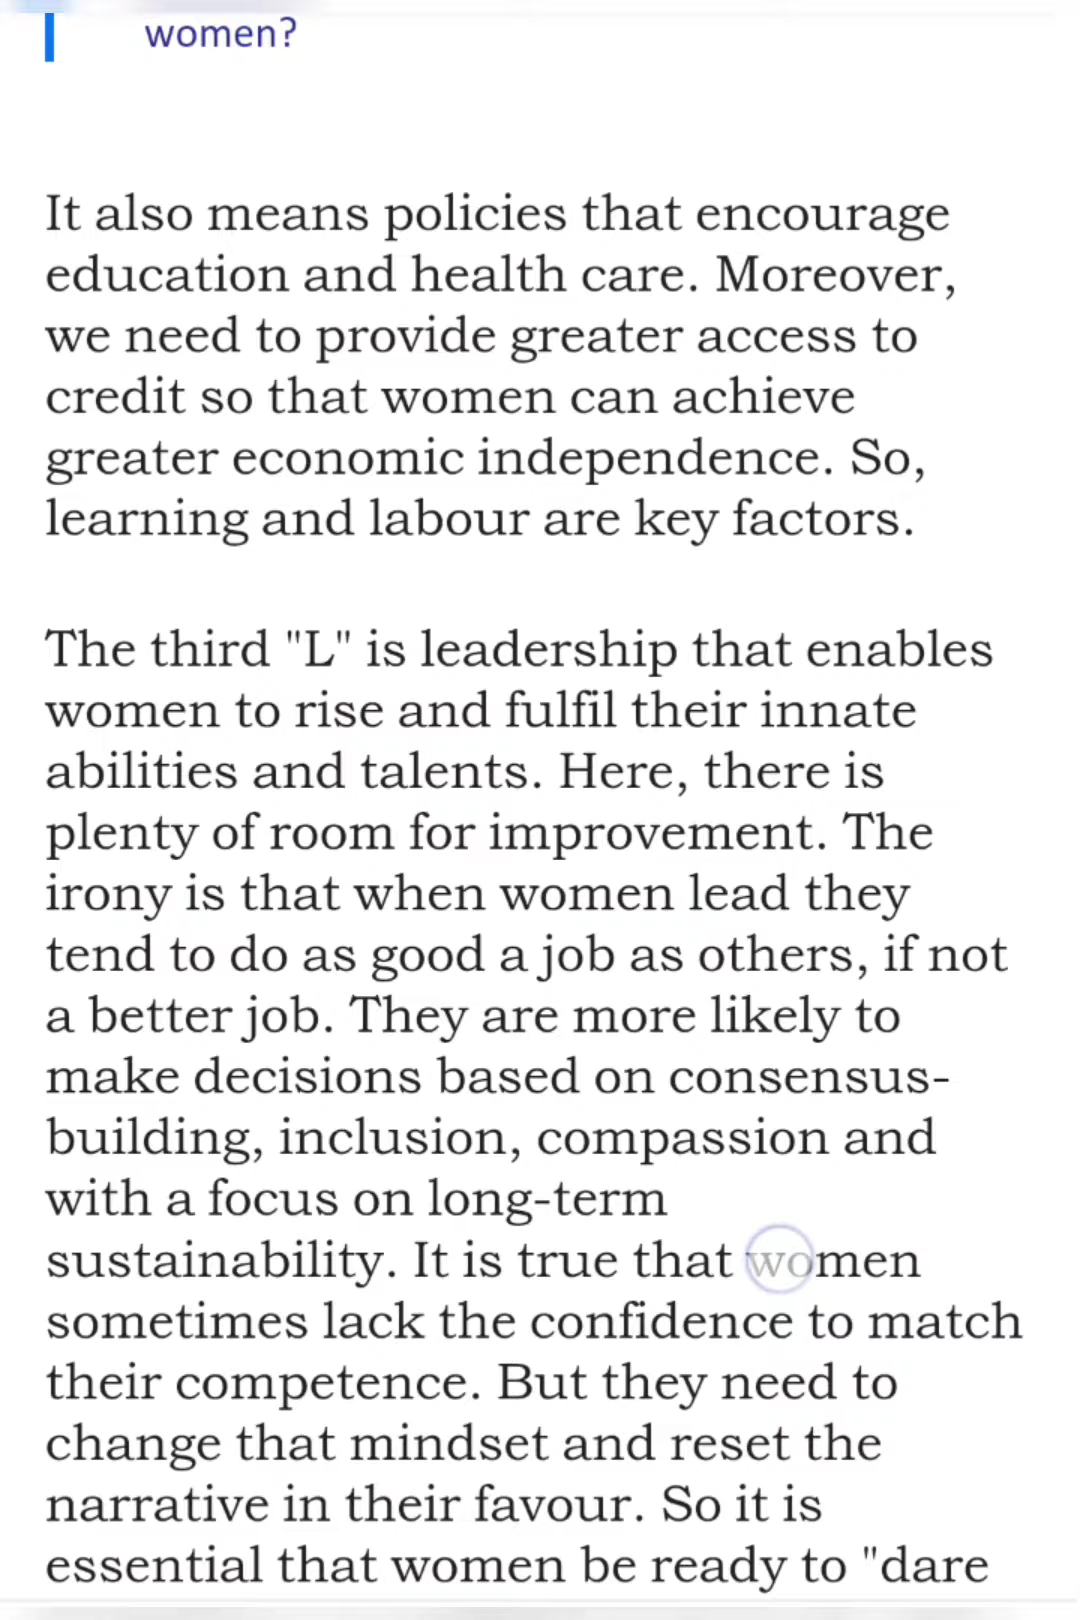 women?
It also means policies that encourage
education and health care. Moreover,
we need to provide greater access to
credit so that women can achieve
greater economic independence. So,
learning and labour are key factors.
The third "L" is leadership that enables
women to rise and fulfil their innate
abilities and talents. Here, there is
plenty of room for improvement. The
irony is that when women lead they
tend to do as good a job as others, if not
a better job. They are more likely to
make decisions based on consensus-
building, inclusion, compassion and
with a focus on long-term
sustainability. It is true that women
sometimes lack the confidence to match
their competence. But they need to
change that mindset and reset the
narrative in their favour. So it is
essential that women be ready to "dare